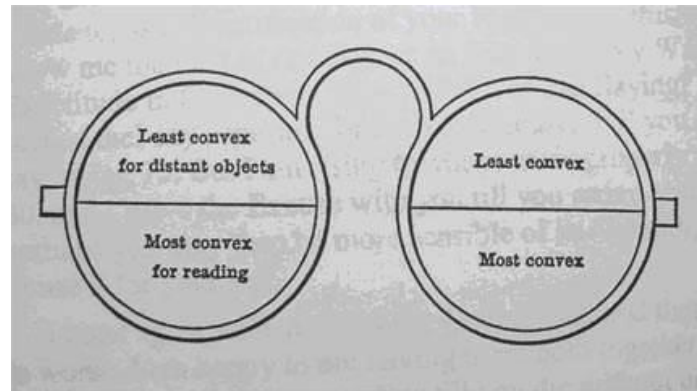 Least convex
for distant objects
Most convex
for reading
Least convex
Most convex